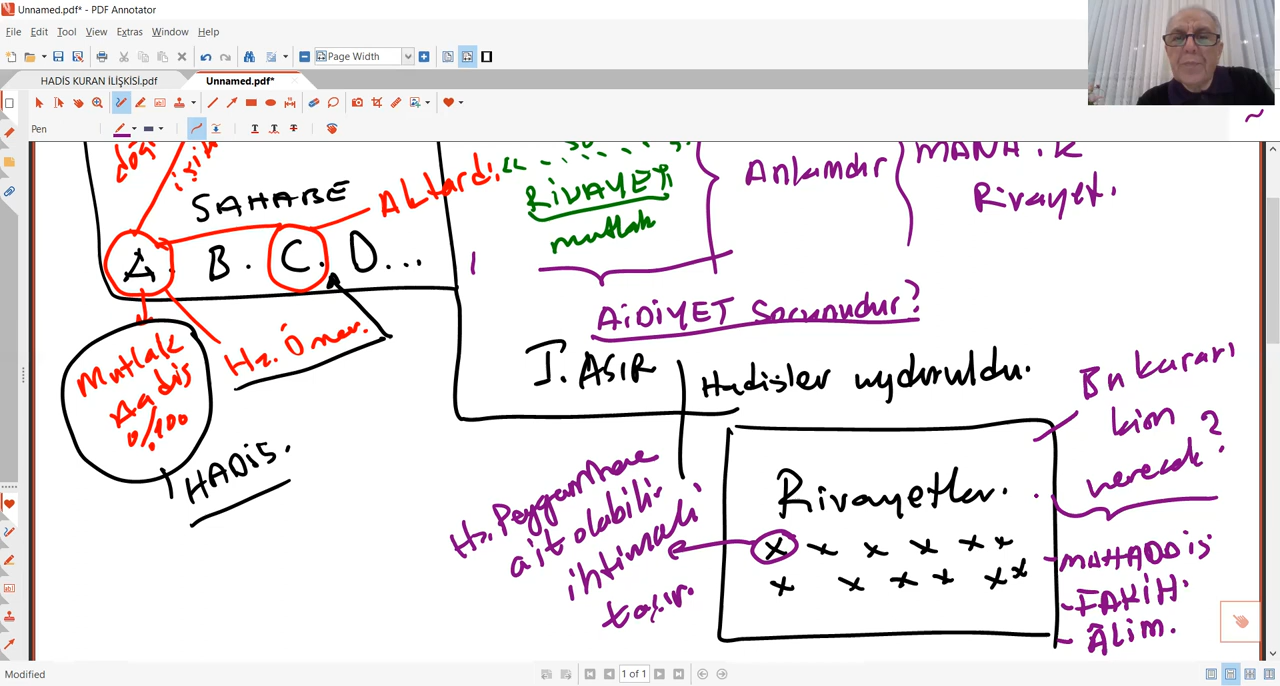 Unnamed.pdf* - PDF Annotator
File Edit Tool View Extras Window Help
Page Width
HADİS KURAN İLİŞKİSİ.pdf
Unnamed.pdf*
Pen
SAHABE
Aktardı.
A. B. C. D...
RİVAYETİ
mutlak
Anlamdır
MANA
Rivayet.
AİDİYET Sorunudur?
Mutlak
Hadis
%100
Hz. Ömer.
HADİS.
I. ASIR
Hadisler uyduruldu.
Bu kararı
kim
verecek?
Rivayetler.
x x x x x x
x x x x x x
Hz. Peygambere
ait olabilir
ihtimali
taşır.
- MUHADDİS
- FAKİH.
- ÂLİM.
Modified
1 of 1